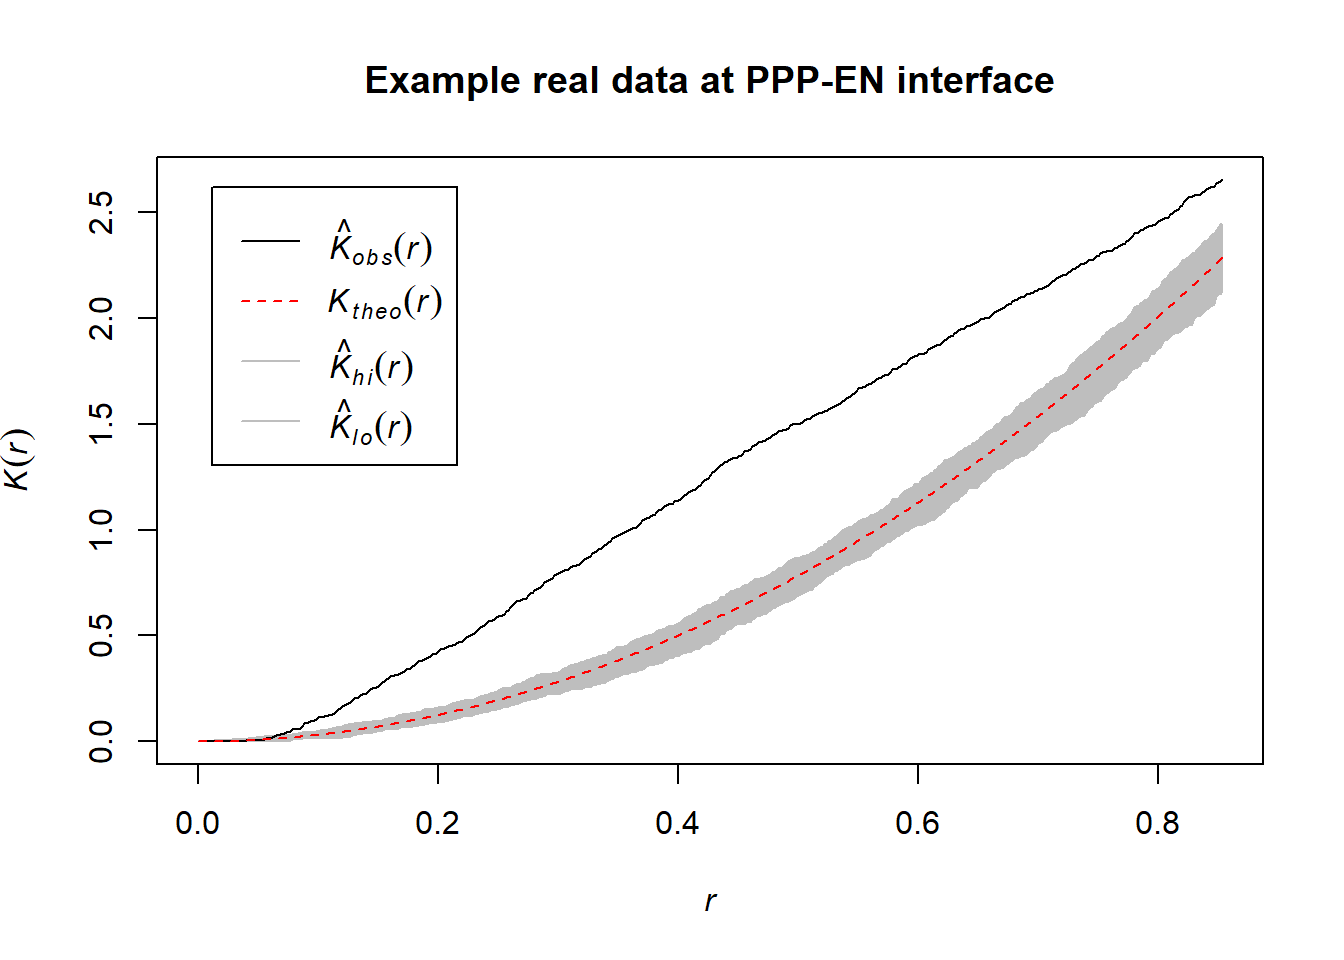 Example real data at PPP-EN interface
K̂obs(r)
Ktheo(r)
K̂hi(r)
K̂lo(r)
K(r)
2.5
2.0
1.5
1.0
0.5
0.0
0.0 0.2 0.4 0.6 0.8
r